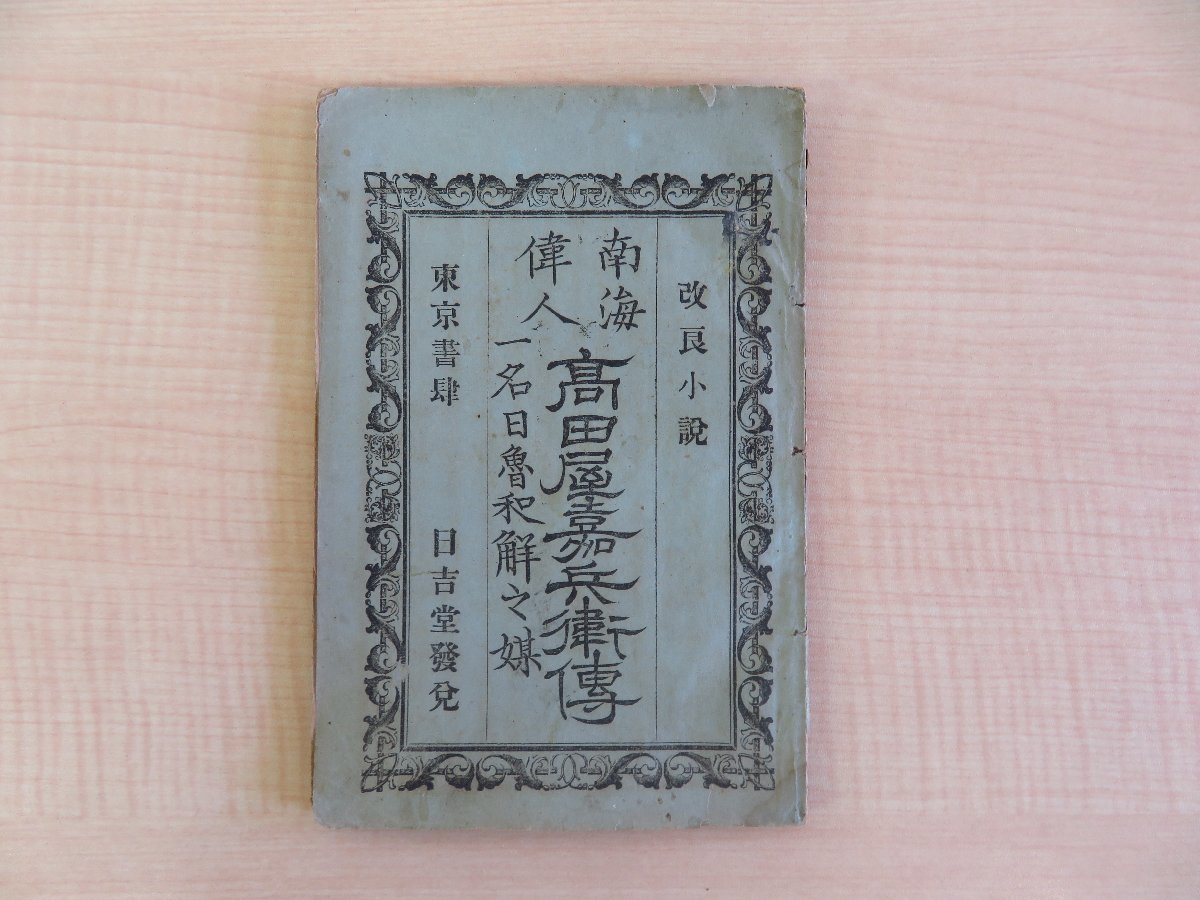 改良小說
南海
偉人
高田屋嘉兵衛傳
一名日魯和解之媒
東京書肆 日吉堂發兌